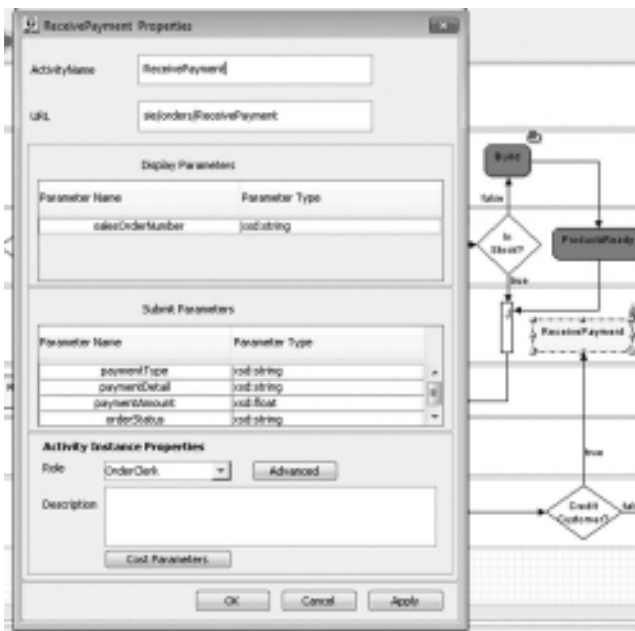 ReceivePayment Properties
ActivityName ReceivePayment
URL sie/orders/ReceivePayment
Display Parameters
Parameter Name Parameter Type
salesOrderNumber xsd:string
Submit Parameters
Parameter Name Parameter Type
paymentType xsd:string
paymentDetail xsd:string
paymentAmount xsd:float
orderStatus xsd:string
Activity Instance Properties
Role OrderClerk Advanced
Description
Cost Parameters
OK Cancel Apply
Build
false
In
Stock?
ProductsReady
true
ReceivePayment
true
Credit
Customer?